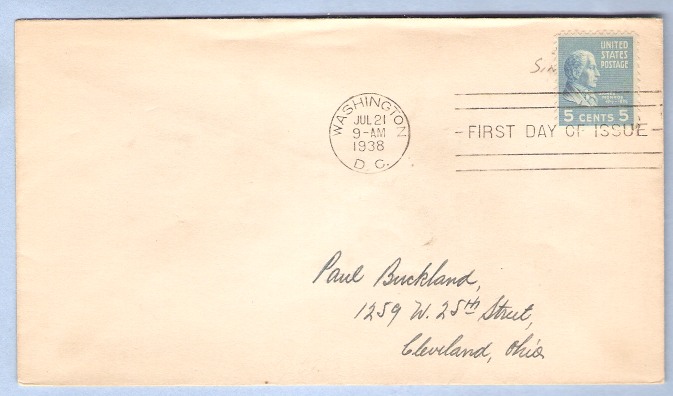 UNITED
STATES
POSTAGE
5 CENTS 5
WASHINGTON
JUL 21
9-AM
1938
D. C.
FIRST DAY OF ISSUE
Paul Buckland,
1259 W. 25th Street,
Cleveland, Ohio